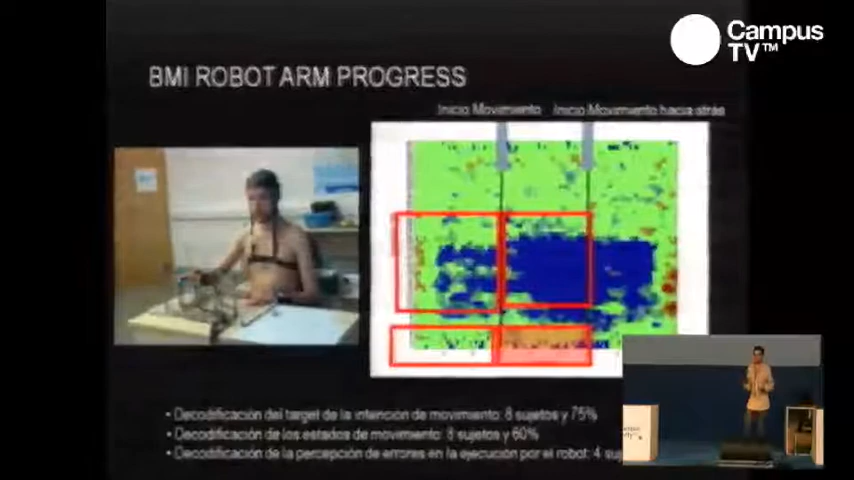 Campus
TV™
BMI ROBOT ARM PROGRESS
Inicio Movimiento Inicio Movimiento hacia atrás
• Decodificación del target de la intención de movimiento: 8 sujetos y 75%
• Decodificación de los estados de movimiento: 8 sujetos y 60%
• Decodificación de la percepción de errores en la ejecución por el robot: 4